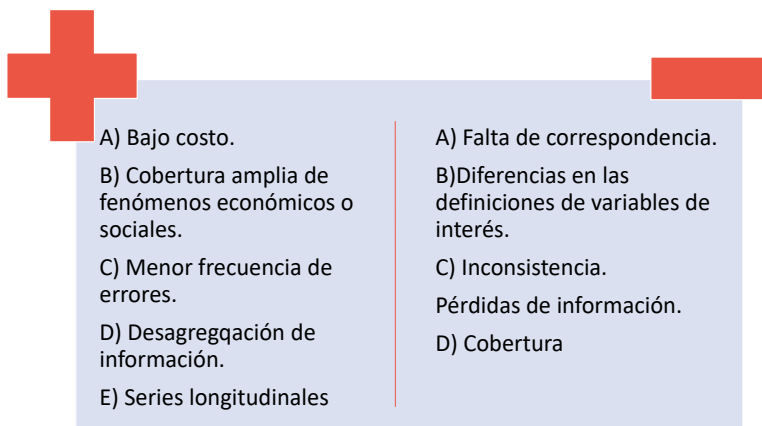 A) Bajo costo.
B) Cobertura amplia de
fenómenos económicos o
sociales.
C) Menor frecuencia de
errores.
D) Desagregqación de
información.
E) Series longitudinales
A) Falta de correspondencia.
B)Diferencias en las
definiciones de variables de
interés.
C) Inconsistencia.
Pérdidas de información.
D) Cobertura